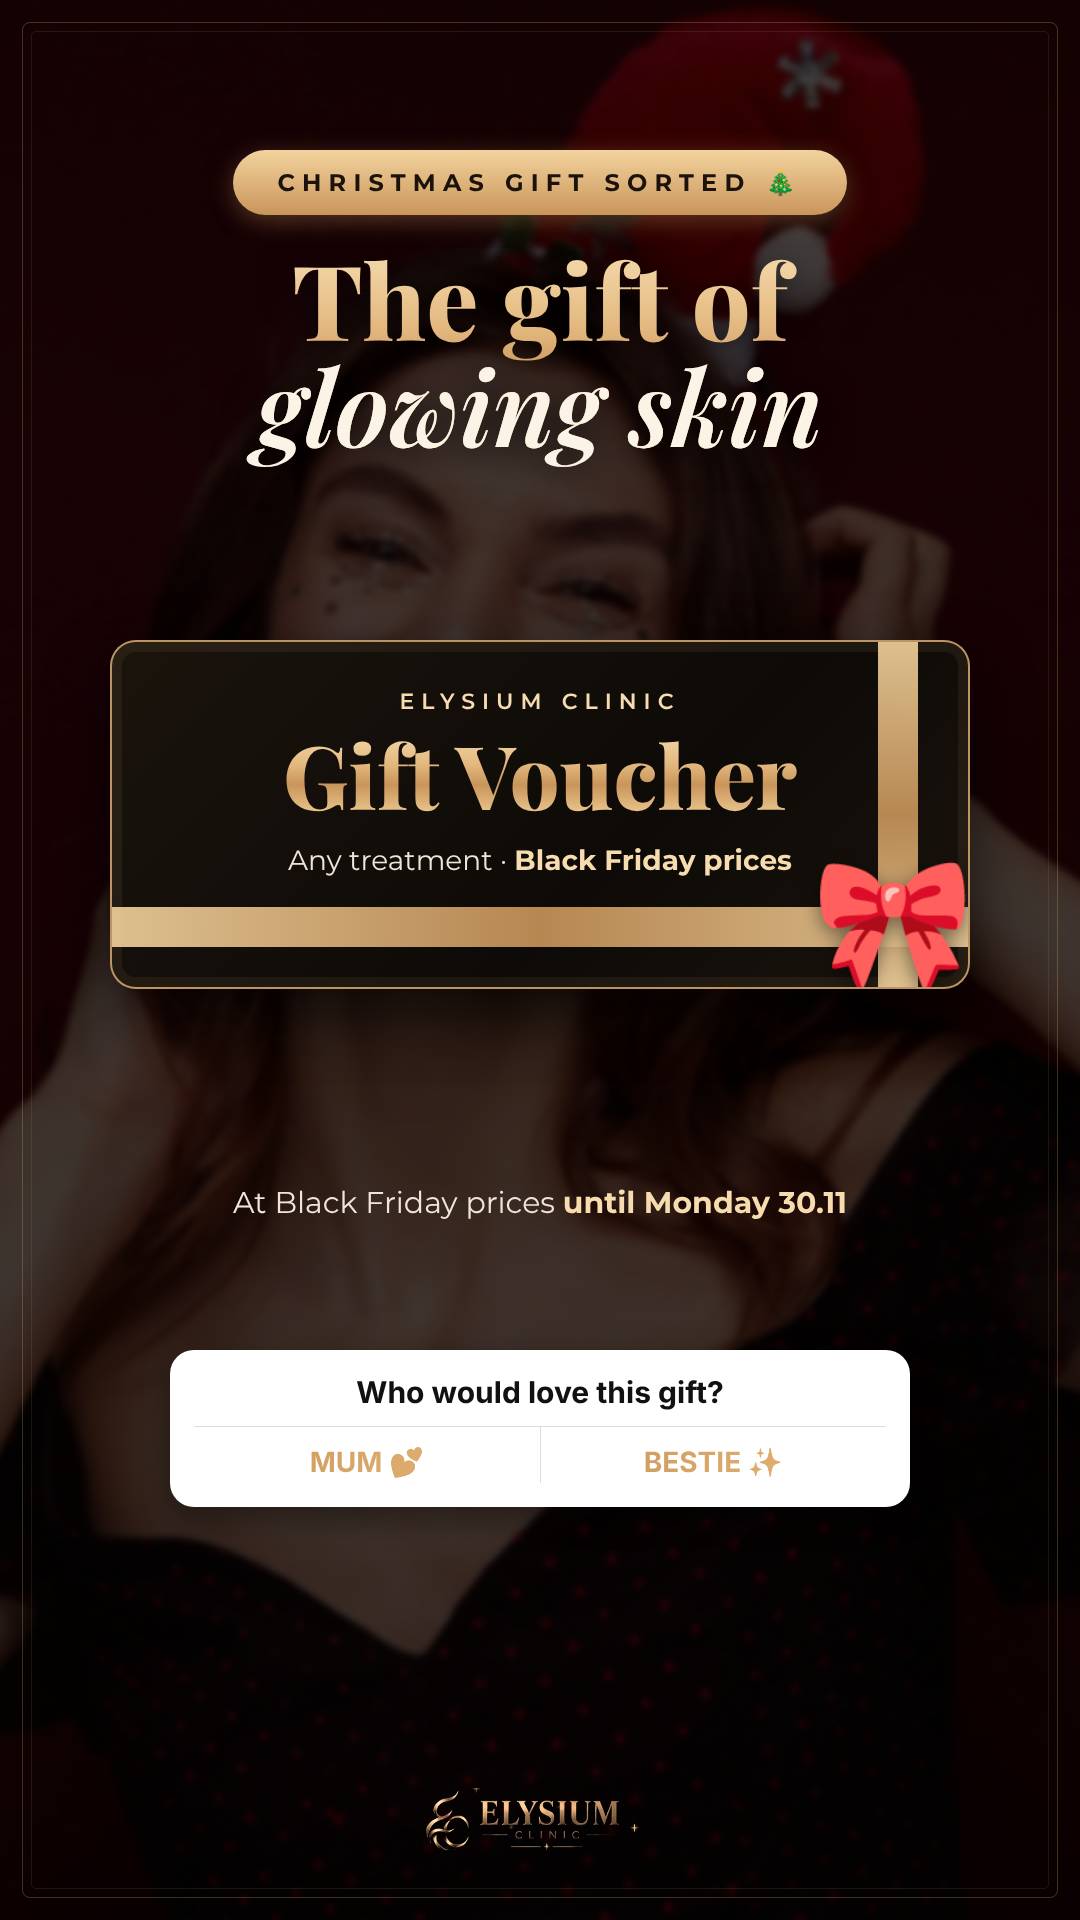 CHRISTMAS GIFT SORTED 🎄
The gift of
glowing skin
ELYSIUM CLINIC
Gift Voucher
Any treatment · Black Friday prices
At Black Friday prices until Monday 30.11
Who would love this gift?
MUM 💕
BESTIE ✨
ELYSIUM
CLINIC